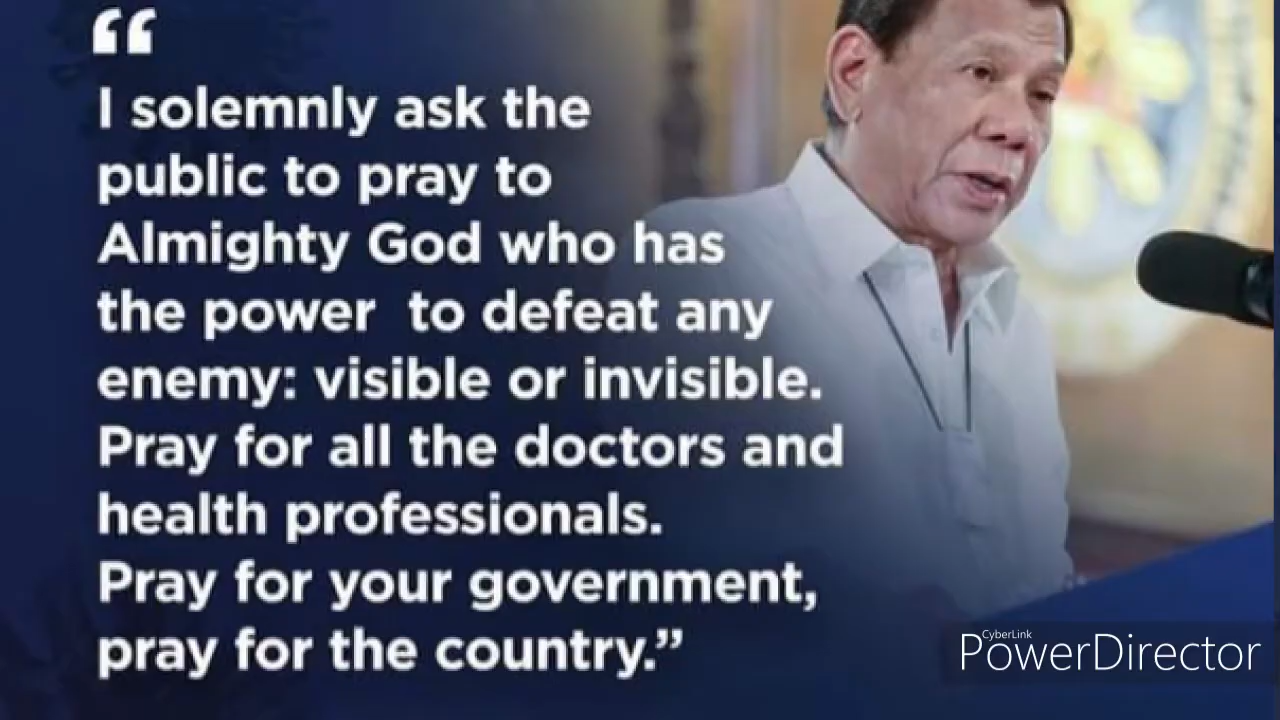 “
I solemnly ask the
public to pray to
Almighty God who has
the power to defeat any
enemy: visible or invisible.
Pray for all the doctors and
health professionals.
Pray for your government,
pray for the country.”
CyberLink
PowerDirector